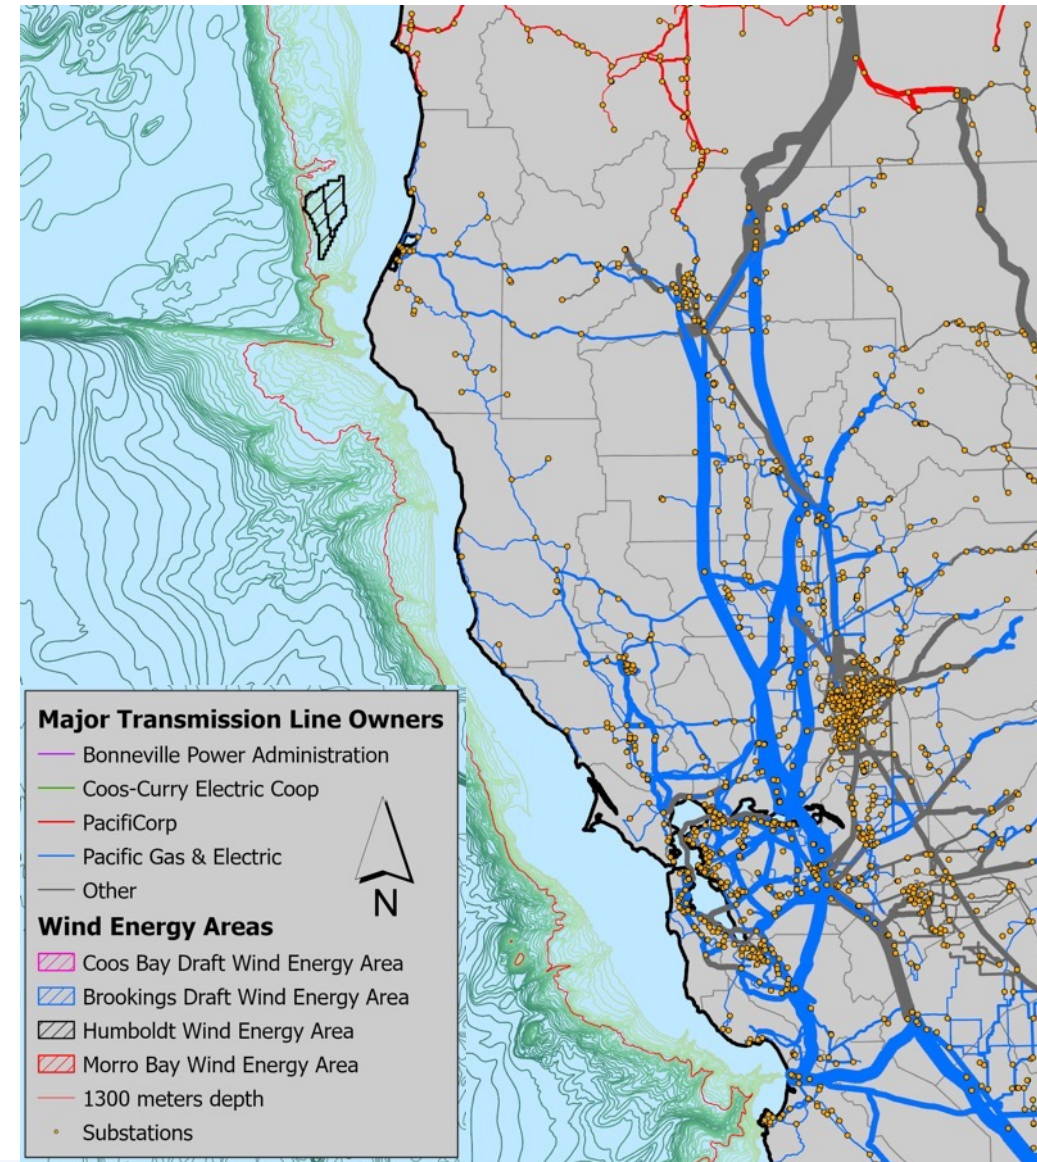 Major Transmission Line Owners
Bonneville Power Administration
Coos-Curry Electric Coop
PacifiCorp
Pacific Gas & Electric
Other
N
Wind Energy Areas
Coos Bay Draft Wind Energy Area
Brookings Draft Wind Energy Area
Humboldt Wind Energy Area
Morro Bay Wind Energy Area
1300 meters depth
Substations